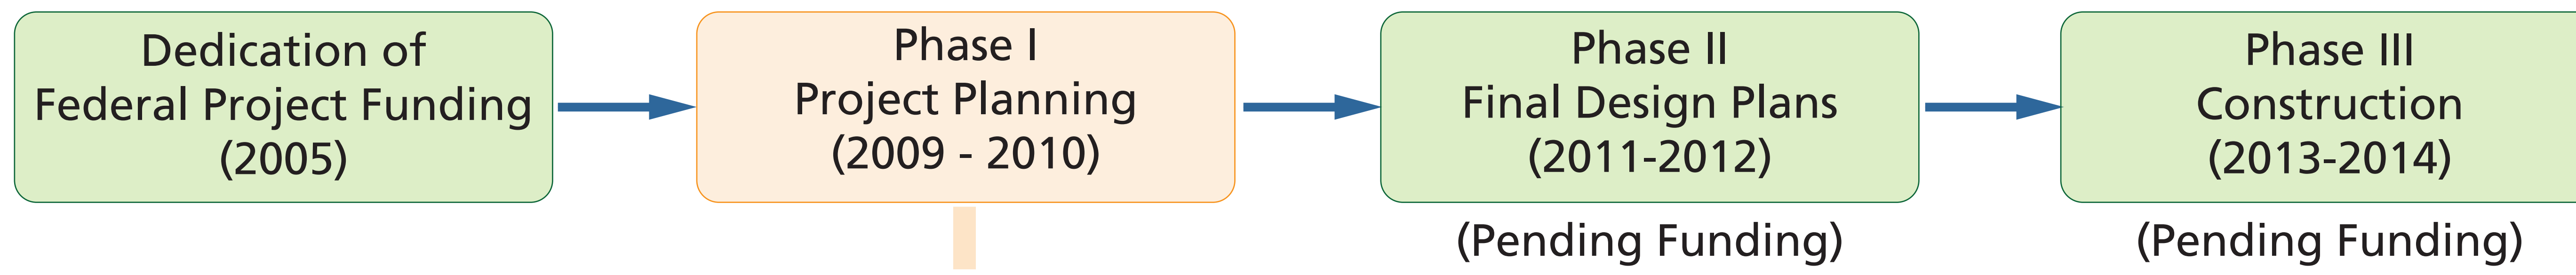 Dedication of
Federal Project Funding
(2005)
Phase I
Project Planning
(2009 - 2010)
Phase II
Final Design Plans
(2011-2012)
(Pending Funding)
Phase III
Construction
(2013-2014)
(Pending Funding)